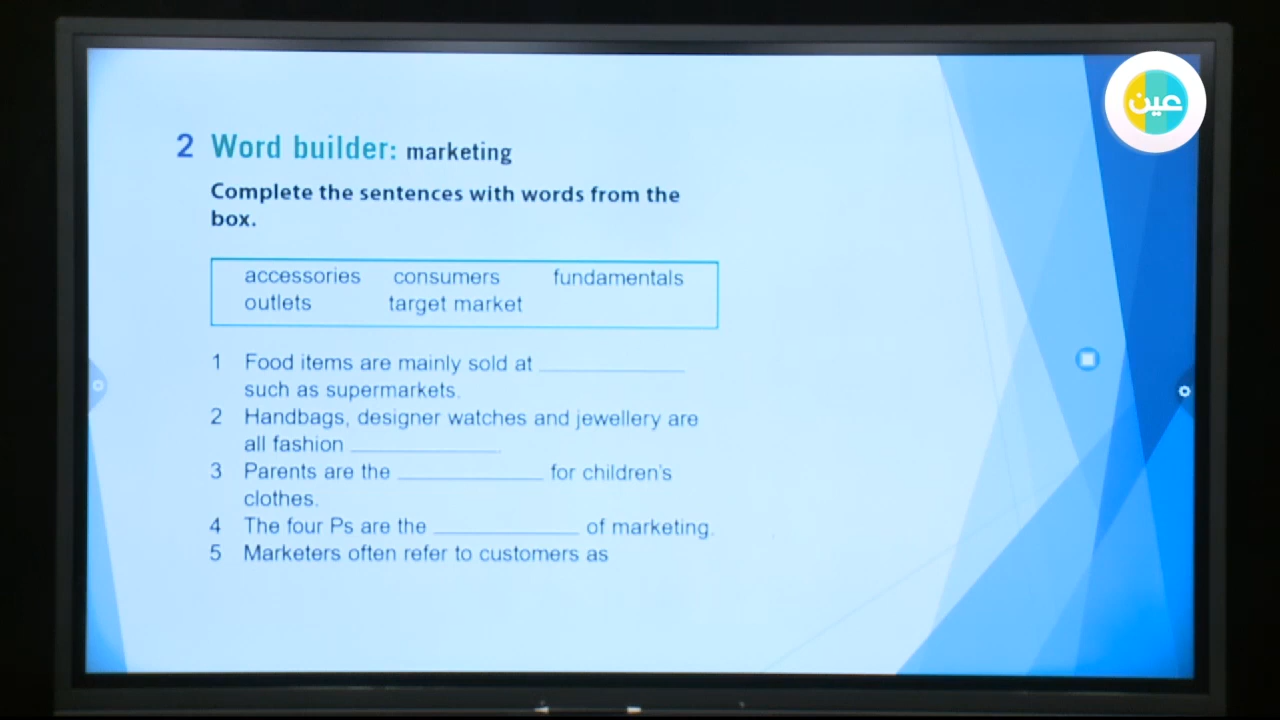 عين
2 Word builder: marketing
Complete the sentences with words from the
box.
accessories consumers fundamentals
outlets target market
1 Food items are mainly sold at ____________
such as supermarkets.
2 Handbags, designer watches and jewellery are
all fashion ____________.
3 Parents are the ____________ for children's
clothes.
4 The four Ps are the ____________ of marketing.
5 Marketers often refer to customers as